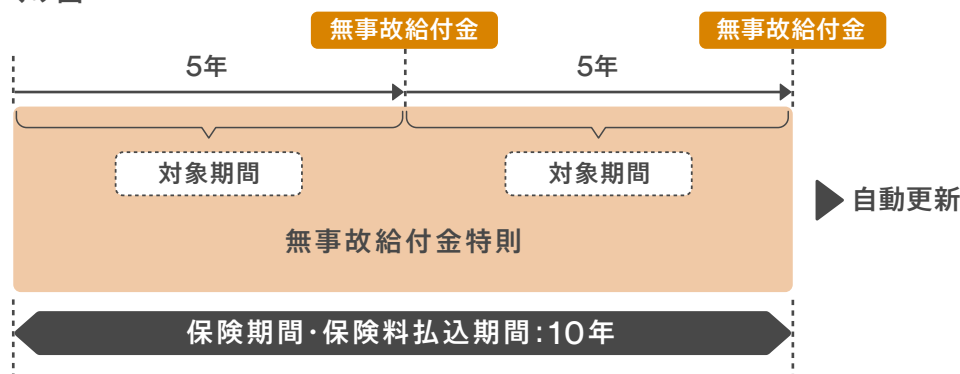 無事故給付金
無事故給付金
5年
5年
対象期間
対象期間
自動更新
無事故給付金特則
保険期間・保険料払込期間:10年